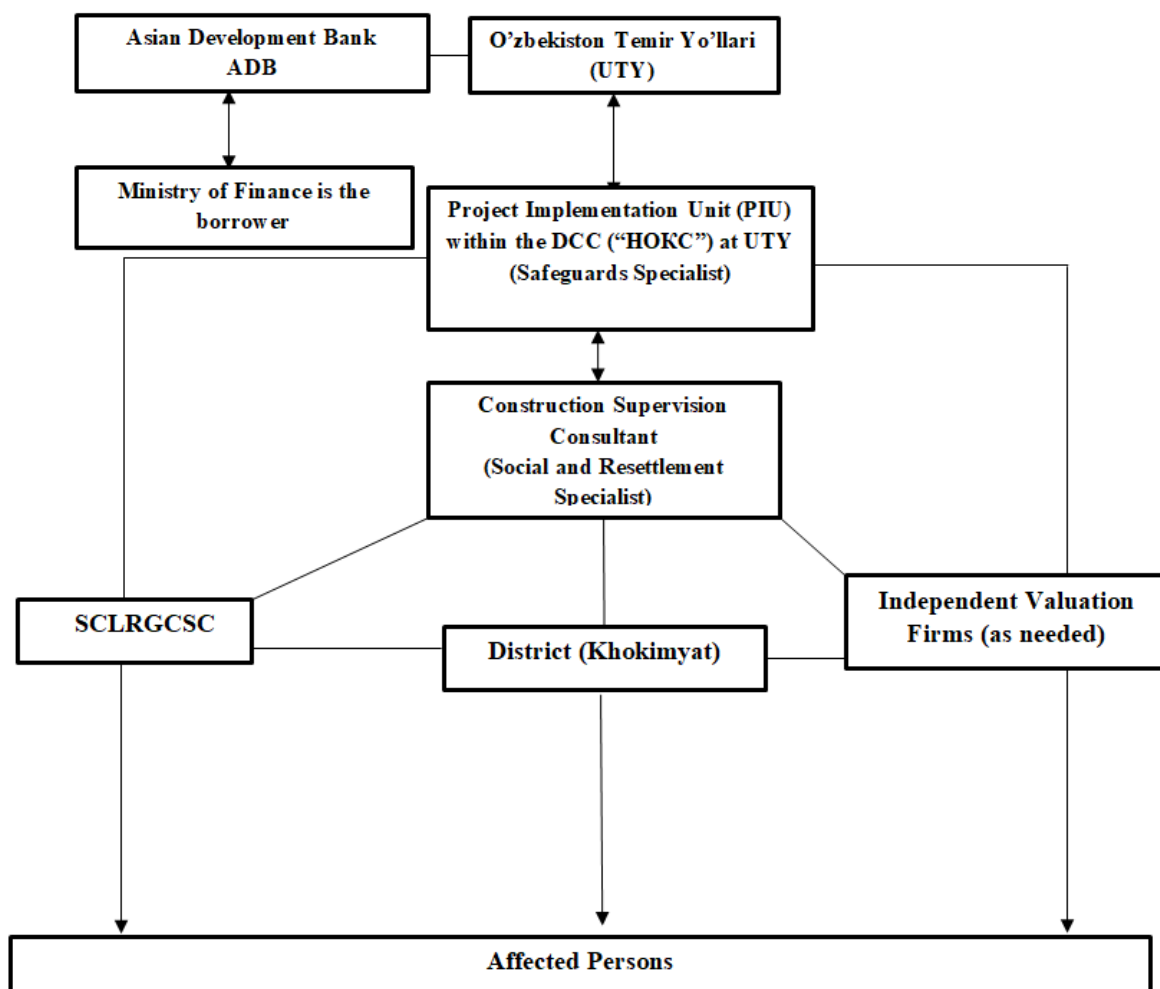 Asian Development Bank
ADB
O’zbekiston Temir Yo’llari
(UTY)
Ministry of Finance is the
borrower
Project Implementation Unit (PIU)
within the DCC (“НОКС”) at UTY
(Safeguards Specialist)
Construction Supervision
Consultant
(Social and Resettlement
Specialist)
SCLRGCSC
District (Khokimyat)
Independent Valuation
Firms (as needed)
Affected Persons